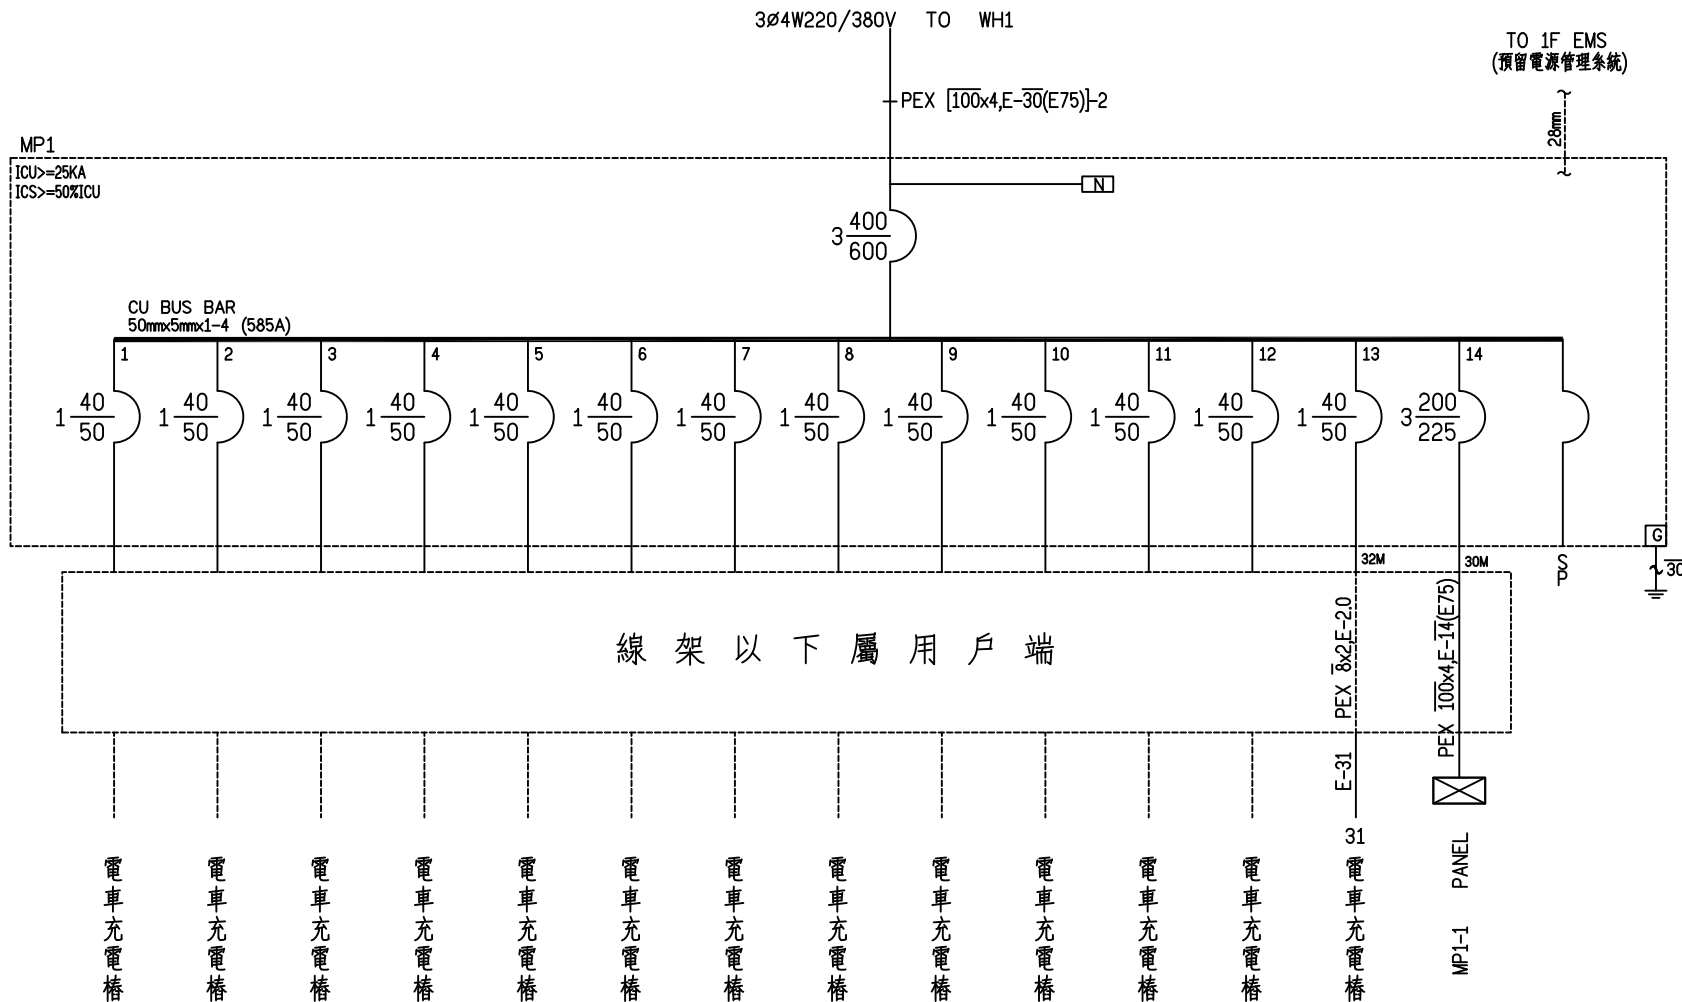 3Ø4W220/380V TO WH1
TO 1F EMS
(預留電源管理系統)
PEX [100x4,E-30(E75)]-2
28mm
MP1
ICU>=25KA
ICS>=50%ICU
N
3 400
600
CU BUS BAR
50mmx5mmx1-4 (585A)
1 2 3 4 5 6 7 8 9 10 11 12 13 14
1 40 1 40 1 40 1 40 1 40 1 40 1 40 1 40 1 40 1 40 1 40 1 40 1 40 3 200
50 50 50 50 50 50 50 50 50 50 50 50 50 225
G
32M
30M
SP
30
線架以下屬用戶端
E-31 PEX 8x2,E-2.0
PEX 100x4,E-14(E75)
31
電車充電樁
電車充電樁
電車充電樁
電車充電樁
電車充電樁
電車充電樁
電車充電樁
電車充電樁
電車充電樁
電車充電樁
電車充電樁
電車充電樁
電車充電樁
MP1-1 PANEL